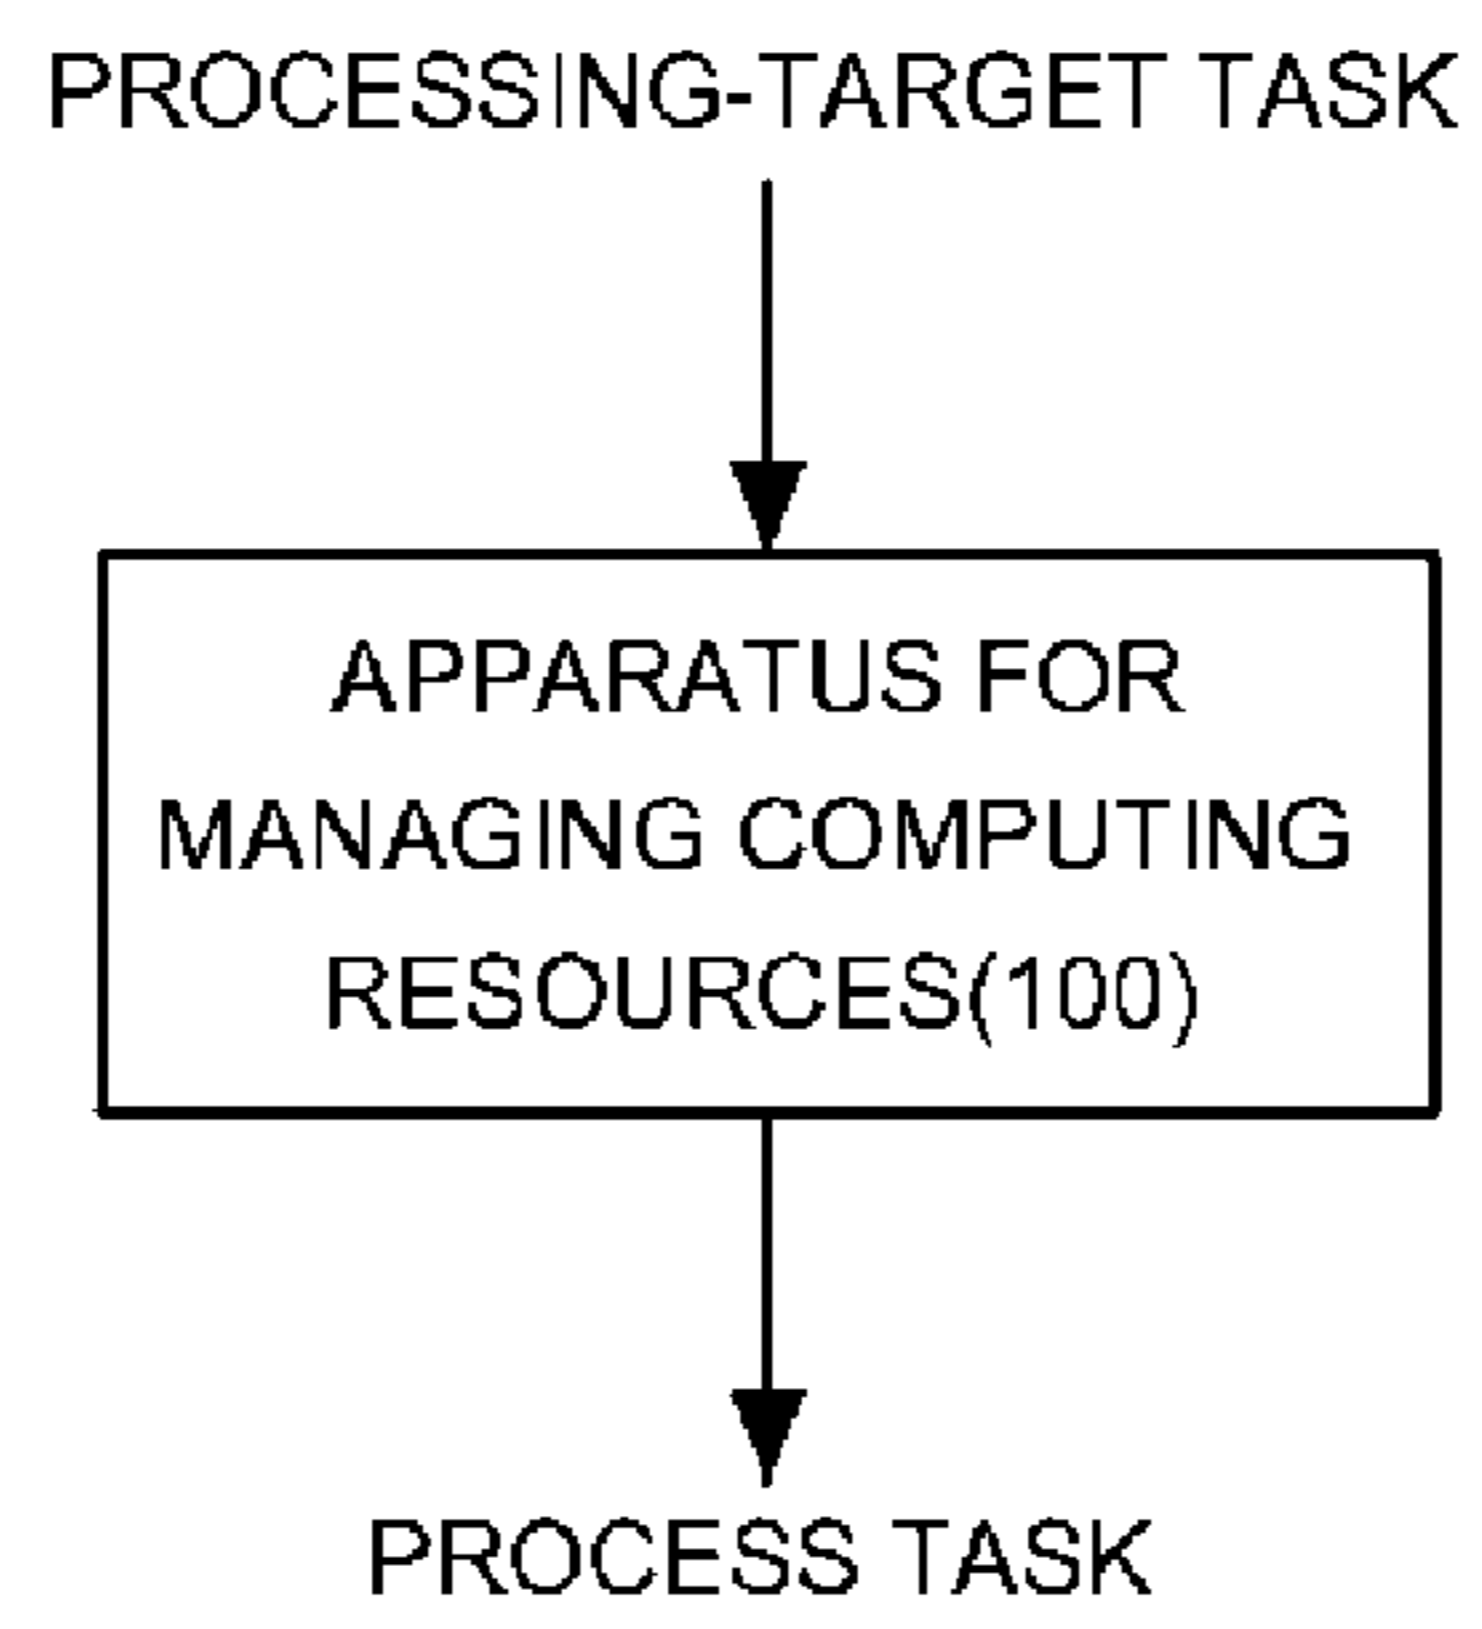 PROCESSING-TARGET TASK
APPARATUS FOR
MANAGING COMPUTING
RESOURCES(100)
PROCESS TASK